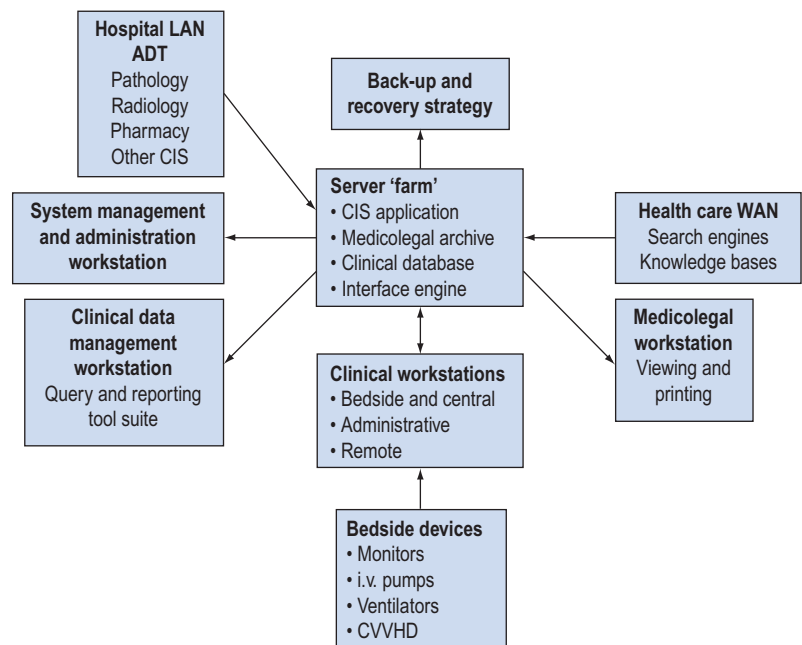 Hospital LAN
ADT
Pathology
Radiology
Pharmacy
Other CIS
Back-up and
recovery strategy
System management
and administration
workstation
Server ‘farm’
• CIS application
• Medicolegal archive
• Clinical database
• Interface engine
Health care WAN
Search engines
Knowledge bases
Clinical data
management
workstation
Query and reporting
tool suite
Medicolegal
workstation
Viewing and
printing
Clinical workstations
• Bedside and central
• Administrative
• Remote
Bedside devices
• Monitors
• i.v. pumps
• Ventilators
• CVVHD